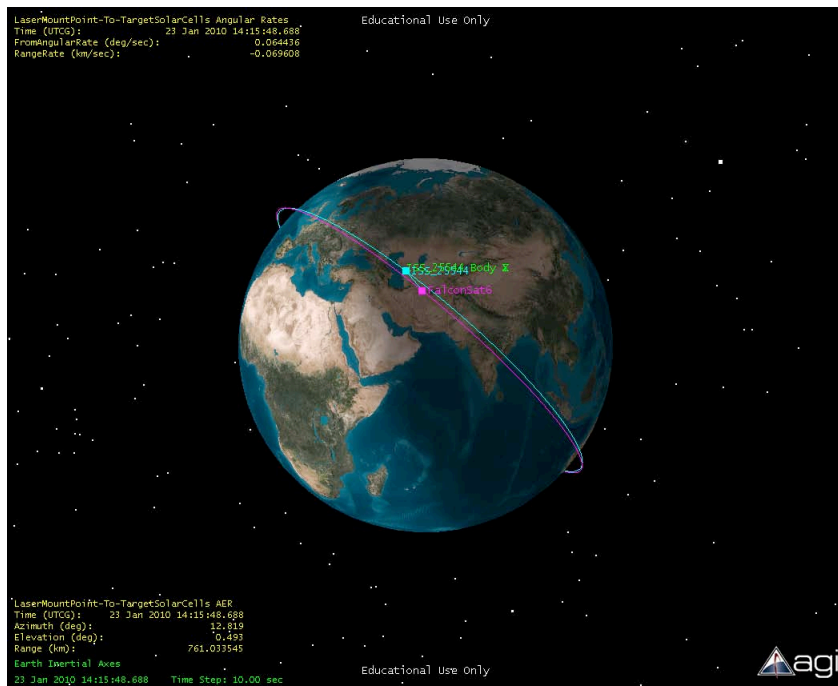 LaserMountPoint-To-TargetSolarCells Angular Rates
Time (UTCG): 23 Jan 2010 14:15:48.688
FromAngularRate (deg/sec): 0.064436
RangeRate (km/sec): -0.069608
Educational Use Only
ISS_25544 Body X
ISS_25544
FalconSat6
LaserMountPoint-To-TargetSolarCells AER
Time (UTCG): 23 Jan 2010 14:15:48.688
Azimuth (deg): 12.819
Elevation (deg): 0.493
Range (km): 761.033545
Earth Inertial Axes
23 Jan 2010 14:15:48.688 Time Step: 10.00 sec
Educational Use Only
agi